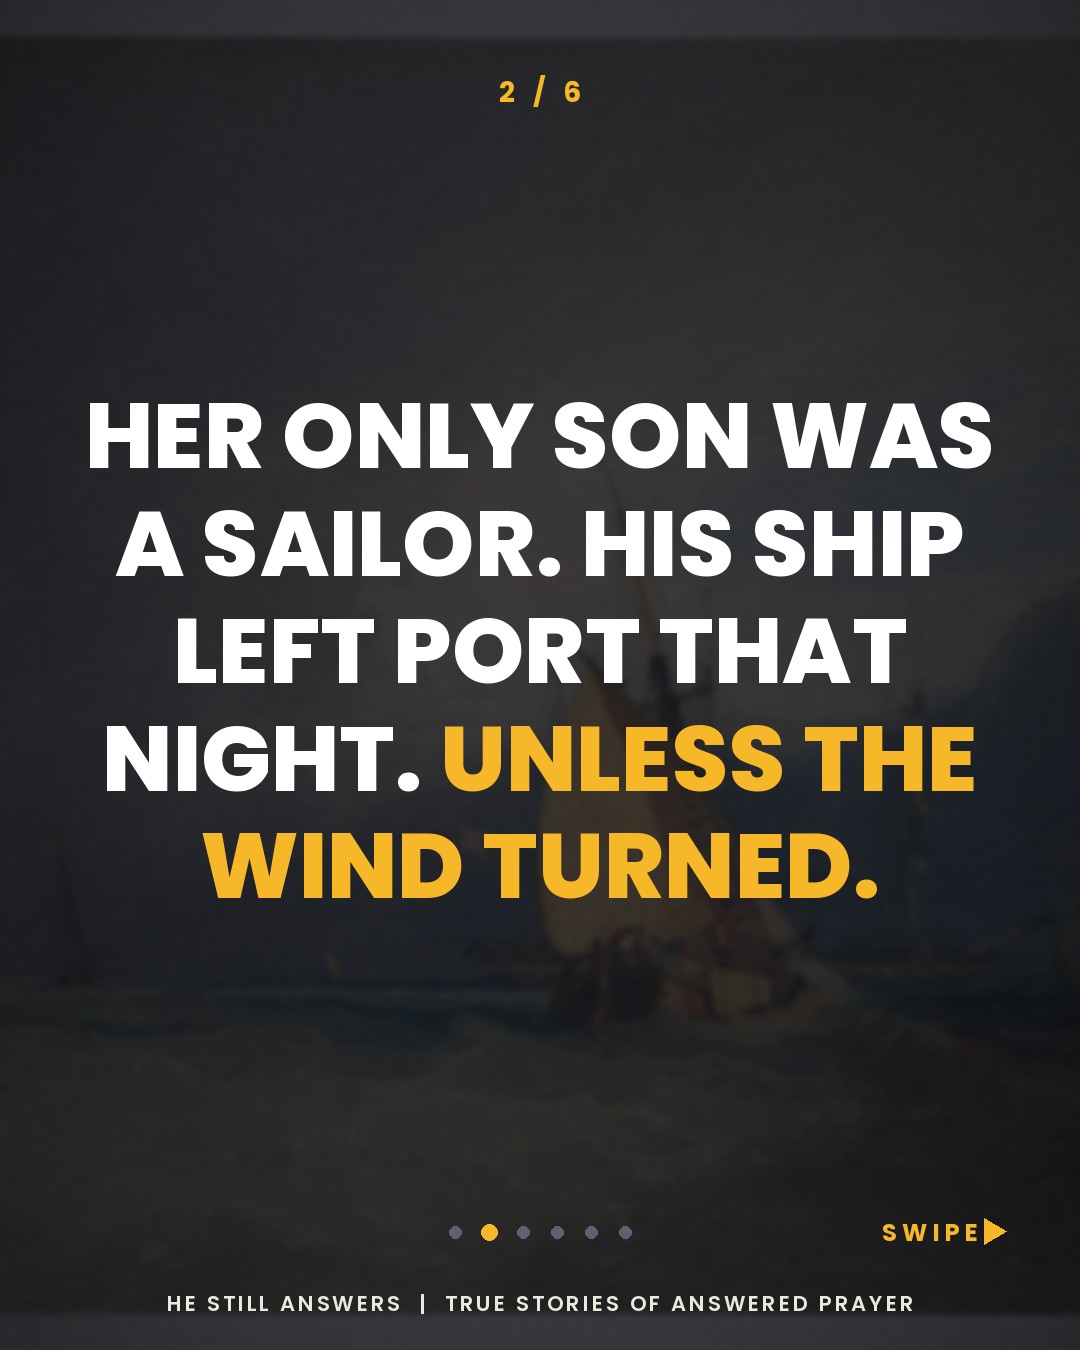 2 / 6
HER ONLY SON WAS
A SAILOR. HIS SHIP
LEFT PORT THAT
NIGHT. UNLESS THE
WIND TURNED.
SWIPE
HE STILL ANSWERS | TRUE STORIES OF ANSWERED PRAYER